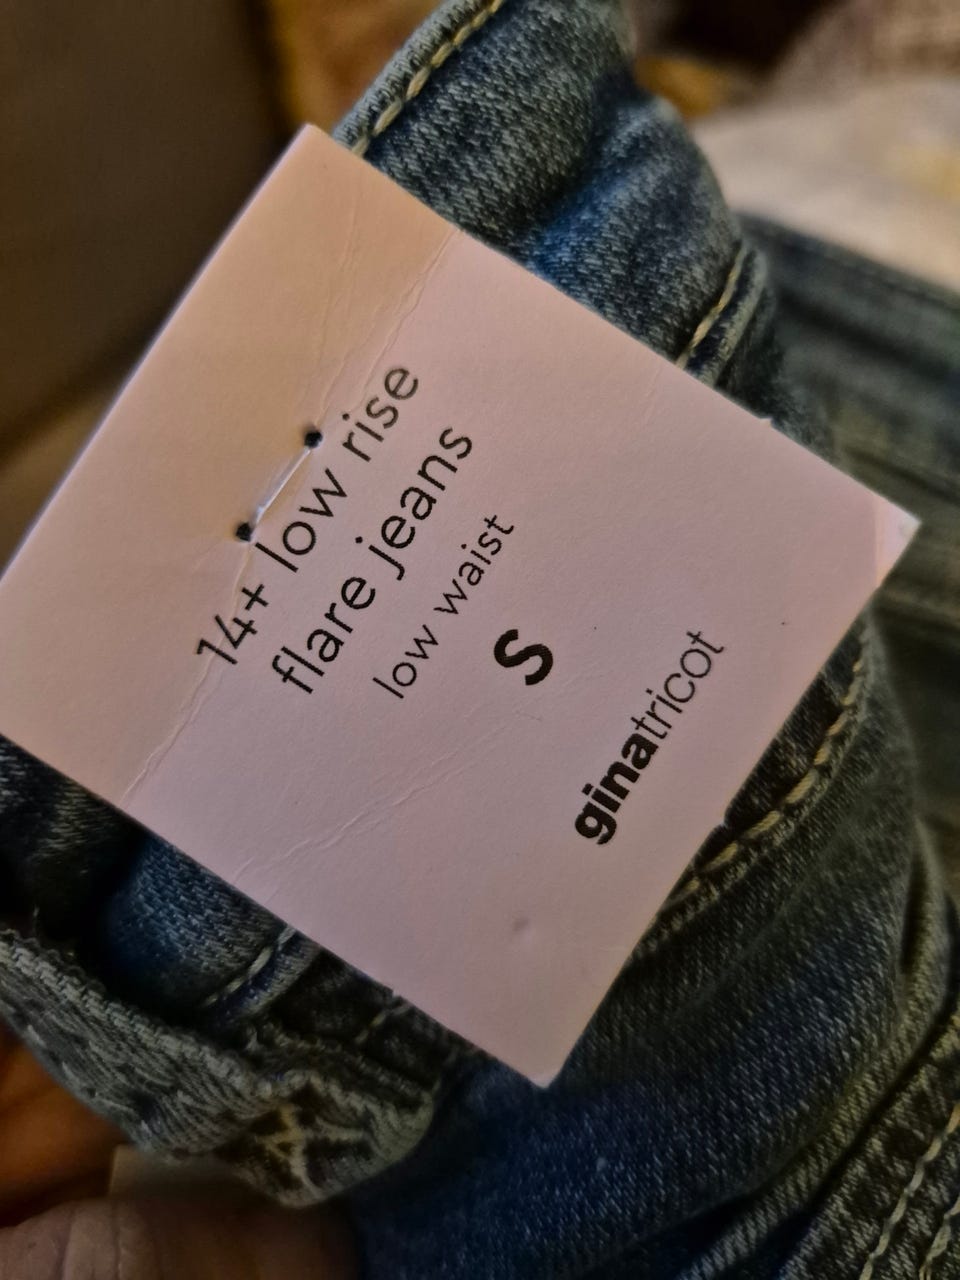 14+ low rise
flare jeans
low waist
S
ginatricot